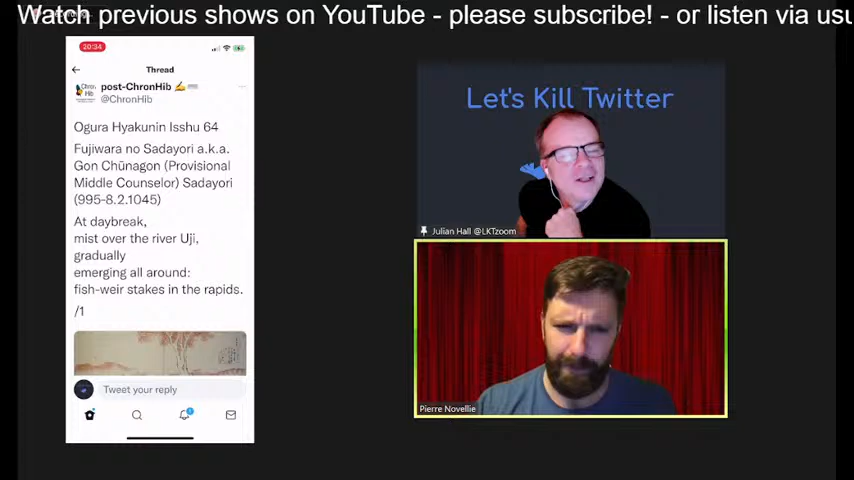 Watch previous shows on YouTube - please subscribe! - or listen via usu
20:34
Thread
post-ChronHib
@ChronHib
Ogura Hyakunin Isshu 64
Fujiwara no Sadayori a.k.a.
Gon Chūnagon (Provisional
Middle Counselor) Sadayori
(995-8.2.1045)
At daybreak,
mist over the river Uji,
gradually
emerging all around:
fish-weir stakes in the rapids.
/1
Tweet your reply
Let's Kill Twitter
Julian Hall @LKTzoom
Pierre Novellie